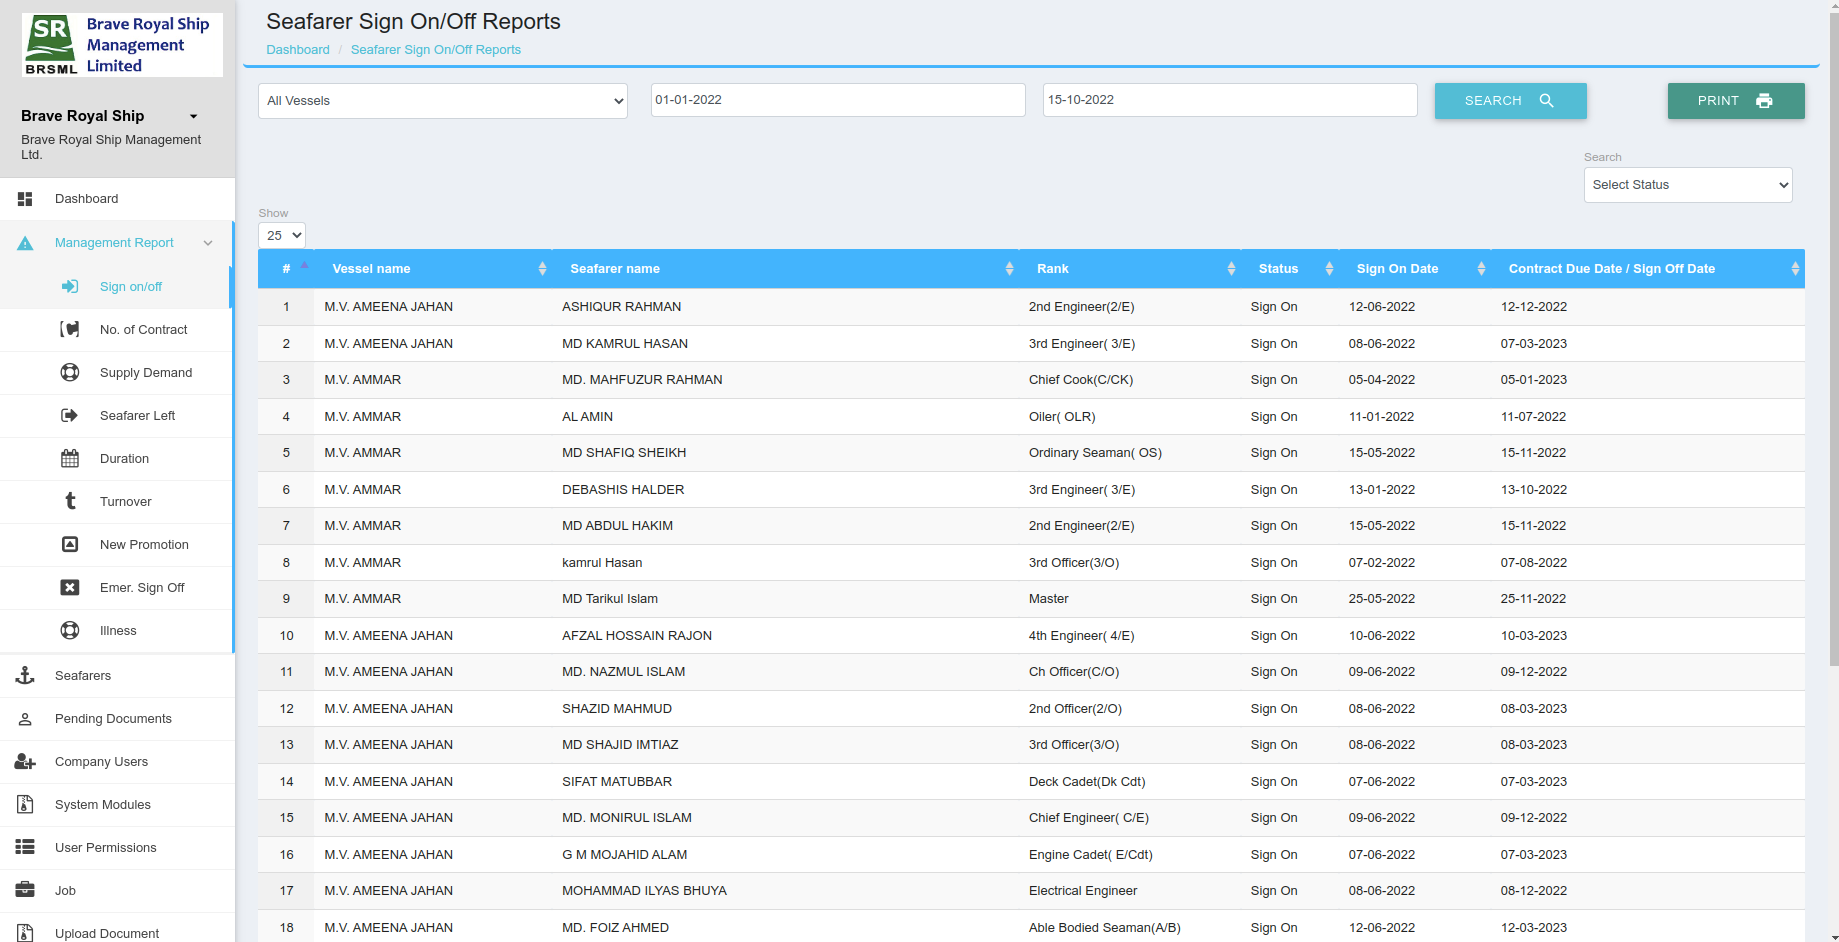 SR
BRSML
Brave Royal Ship
Management
Limited
Brave Royal Ship
Brave Royal Ship Management
Ltd.
Dashboard
Management Report
Sign on/off
No. of Contract
Supply Demand
Seafarer Left
Duration
Turnover
New Promotion
Emer. Sign Off
Illness
Seafarers
Pending Documents
Company Users
System Modules
User Permissions
Job
Upload Document
Seafarer Sign On/Off Reports
Dashboard / Seafarer Sign On/Off Reports
All Vessels 01-01-2022 15-10-2022 SEARCH PRINT
Search
Select Status
Show
25
# Vessel name Seafarer name Rank Status Sign On Date Contract Due Date / Sign Off Date
1 M.V. AMEENA JAHAN ASHIQUR RAHMAN 2nd Engineer(2/E) Sign On 12-06-2022 12-12-2022
2 M.V. AMEENA JAHAN MD KAMRUL HASAN 3rd Engineer( 3/E) Sign On 08-06-2022 07-03-2023
3 M.V. AMMAR MD. MAHFUZUR RAHMAN Chief Cook(C/CK) Sign On 05-04-2022 05-01-2023
4 M.V. AMMAR AL AMIN Oiler( OLR) Sign On 11-01-2022 11-07-2022
5 M.V. AMMAR MD SHAFIQ SHEIKH Ordinary Seaman( OS) Sign On 15-05-2022 15-11-2022
6 M.V. AMMAR DEBASHIS HALDER 3rd Engineer( 3/E) Sign On 13-01-2022 13-10-2022
7 M.V. AMMAR MD ABDUL HAKIM 2nd Engineer(2/E) Sign On 15-05-2022 15-11-2022
8 M.V. AMMAR kamrul Hasan 3rd Officer(3/O) Sign On 07-02-2022 07-08-2022
9 M.V. AMMAR MD Tarikul Islam Master Sign On 25-05-2022 25-11-2022
10 M.V. AMEENA JAHAN AFZAL HOSSAIN RAJON 4th Engineer( 4/E) Sign On 10-06-2022 10-03-2023
11 M.V. AMEENA JAHAN MD. NAZMUL ISLAM Ch Officer(C/O) Sign On 09-06-2022 09-12-2022
12 M.V. AMEENA JAHAN SHAZID MAHMUD 2nd Officer(2/O) Sign On 08-06-2022 08-03-2023
13 M.V. AMEENA JAHAN MD SHAJID IMTIAZ 3rd Officer(3/O) Sign On 08-06-2022 08-03-2023
14 M.V. AMEENA JAHAN SIFAT MATUBBAR Deck Cadet(Dk Cdt) Sign On 07-06-2022 07-03-2023
15 M.V. AMEENA JAHAN MD. MONIRUL ISLAM Chief Engineer( C/E) Sign On 09-06-2022 09-12-2022
16 M.V. AMEENA JAHAN G M MOJAHID ALAM Engine Cadet( E/Cdt) Sign On 07-06-2022 07-03-2023
17 M.V. AMEENA JAHAN MOHAMMAD ILYAS BHUYA Electrical Engineer Sign On 08-06-2022 08-12-2022
18 M.V. AMEENA JAHAN MD. FOIZ AHMED Able Bodied Seaman(A/B) Sign On 12-06-2022 12-03-2023